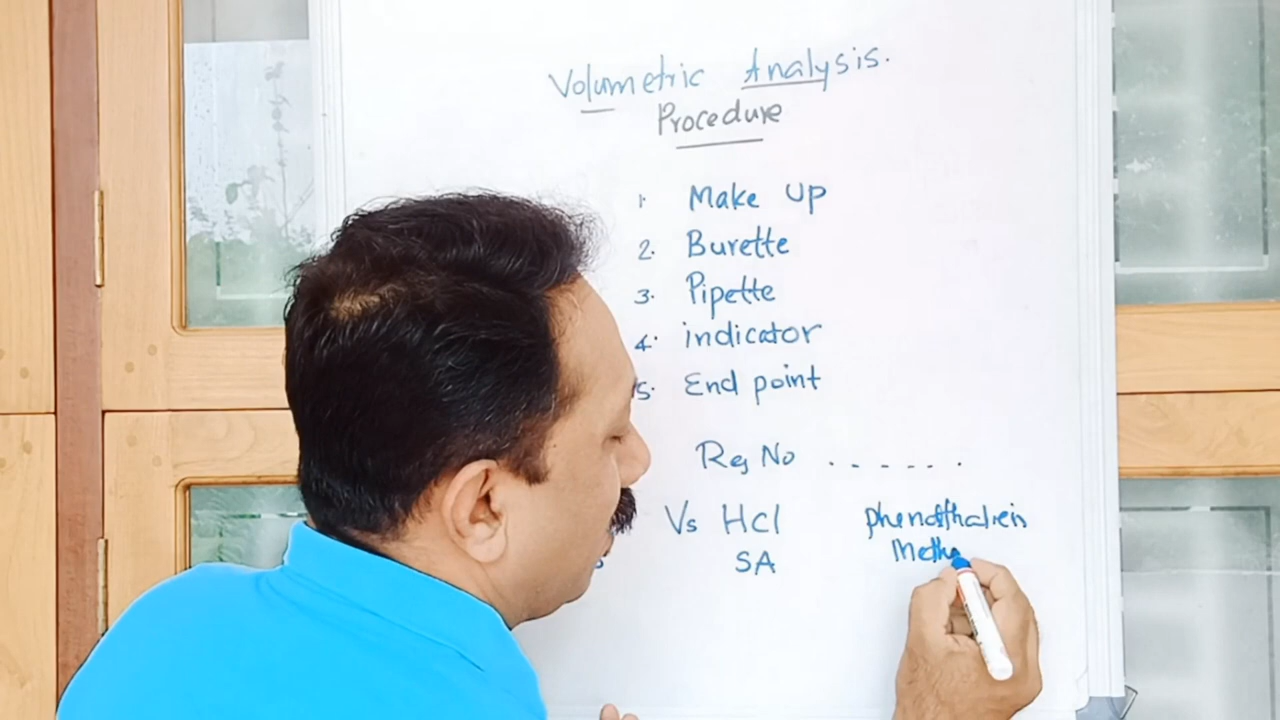 Volumetric Analysis.
Procedure
1. Make up
2. Burette
3. Pipette
4. indicator
5. End point
Reg No . - - - - .
Vs HCl
SA